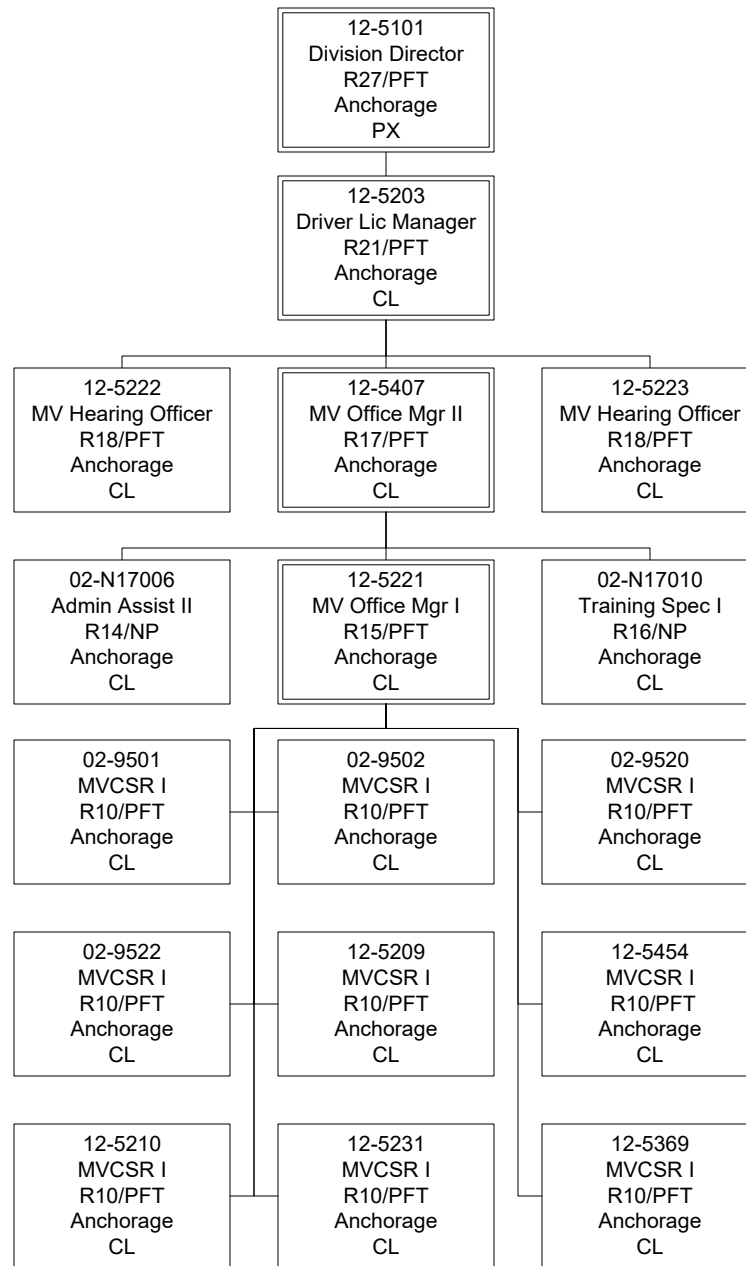 12-5101
Division Director
R27/PFT
Anchorage
PX
12-5203
Driver Lic Manager
R21/PFT
Anchorage
CL
12-5222
MV Hearing Officer
R18/PFT
Anchorage
CL
12-5407
MV Office Mgr II
R17/PFT
Anchorage
CL
12-5223
MV Hearing Officer
R18/PFT
Anchorage
CL
02-N17006
Admin Assist II
R14/NP
Anchorage
CL
12-5221
MV Office Mgr I
R15/PFT
Anchorage
CL
02-N17010
Training Spec I
R16/NP
Anchorage
CL
02-9501
MVCSR I
R10/PFT
Anchorage
CL
02-9502
MVCSR I
R10/PFT
Anchorage
CL
02-9520
MVCSR I
R10/PFT
Anchorage
CL
02-9522
MVCSR I
R10/PFT
Anchorage
CL
12-5209
MVCSR I
R10/PFT
Anchorage
CL
12-5454
MVCSR I
R10/PFT
Anchorage
CL
12-5210
MVCSR I
R10/PFT
Anchorage
CL
12-5231
MVCSR I
R10/PFT
Anchorage
CL
12-5369
MVCSR I
R10/PFT
Anchorage
CL